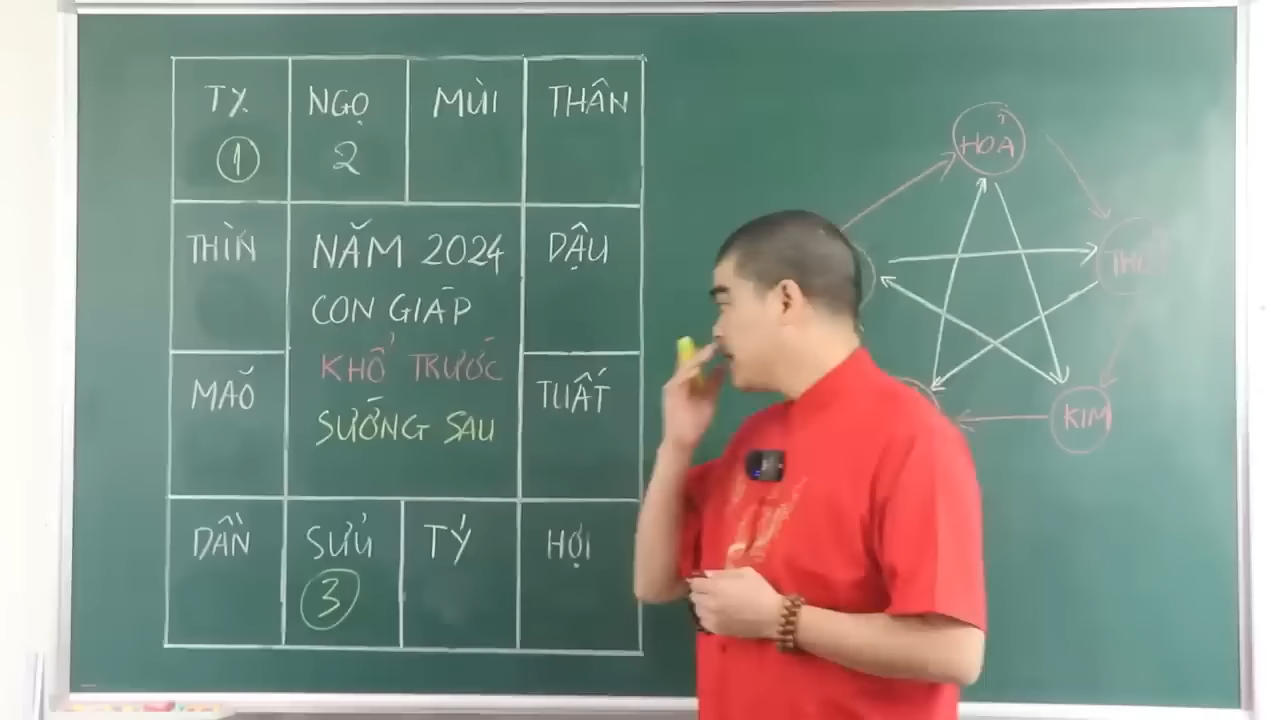 TỴ
NGỌ
MÙI
THÂN
1
2
THÌN
NĂM 2024
CON GIÁP
KHỔ TRƯỚC
SƯỚNG SAU
DẬU
MAÕ
TUẤT
DẦN
SỬU
TÝ
HỢI
3
HỎA
KIM